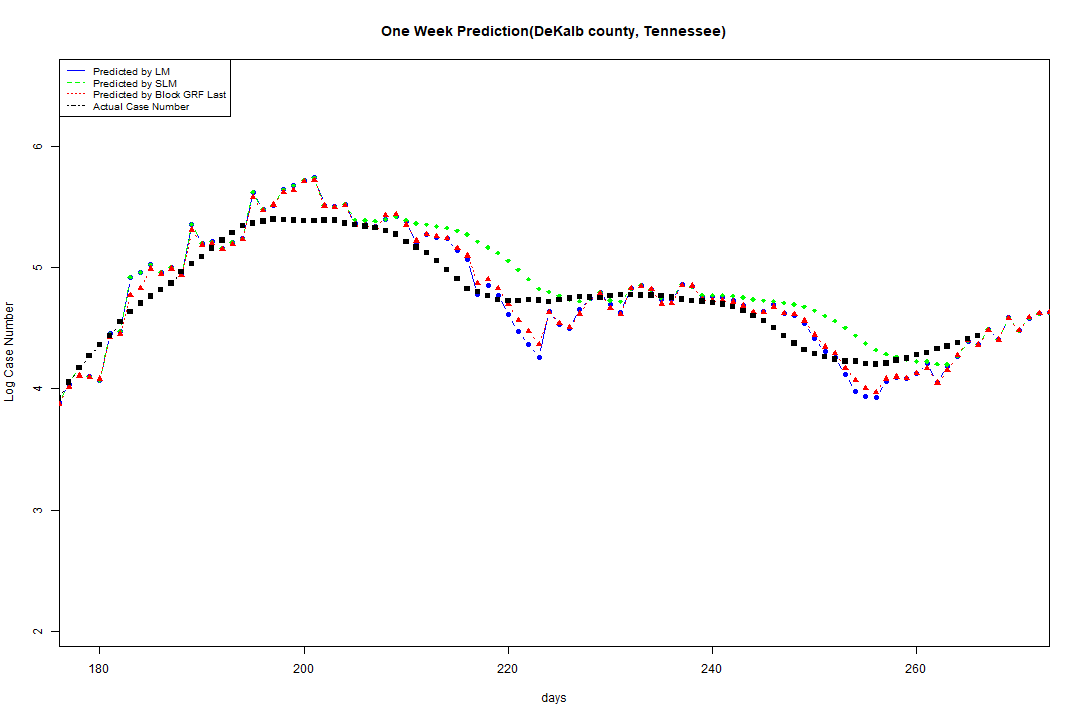 One Week Prediction(DeKalb county, Tennessee)
Predicted by LM
Predicted by SLM
Predicted by Block GRF Last
Actual Case Number
Log Case Number
6
5
4
3
2
180 200 220 240 260
days